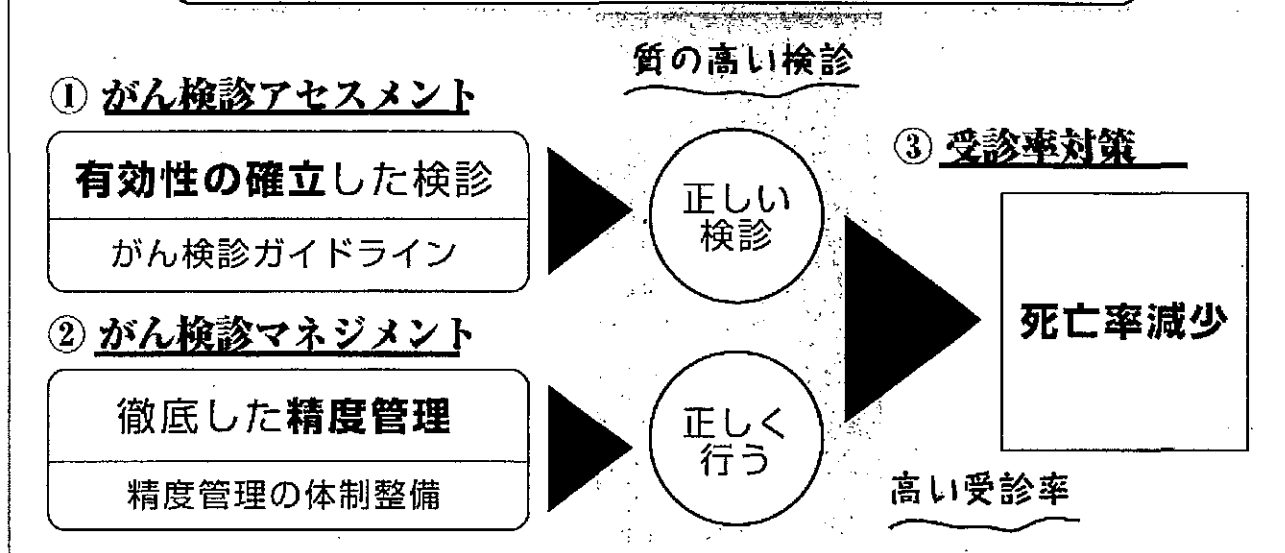 質の高い検診
① がん検診アセスメント
有効性の確立した検診
がん検診ガイドライン
正しい
検診
③ 受診率対策
死亡率減少
② がん検診マネジメント
徹底した精度管理
精度管理の体制整備
正しく
行う
高い受診率